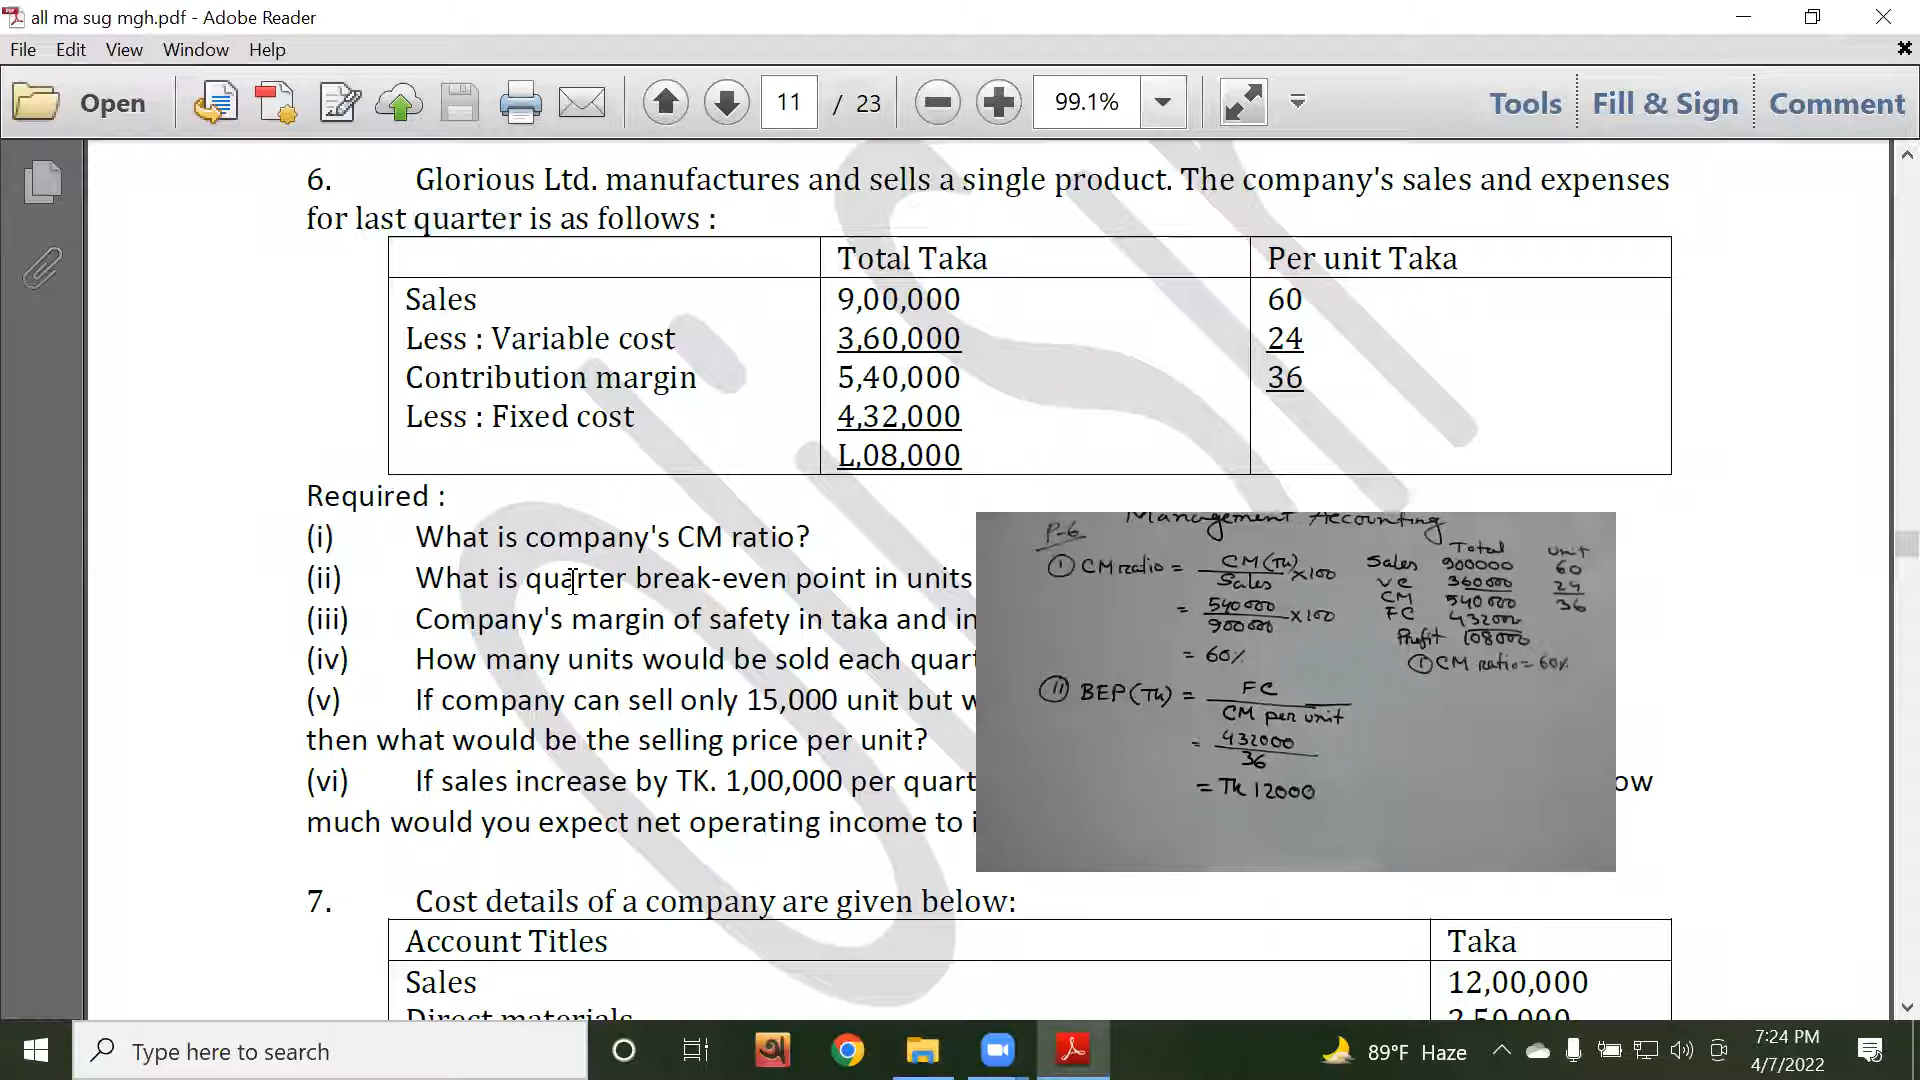 all ma sug mgh.pdf - Adobe Reader
File Edit View Window Help
Open 11 / 23 99.1% Tools Fill & Sign Comment
6. Glorious Ltd. manufactures and sells a single product. The company's sales and expenses
for last quarter is as follows :
Total Taka Per unit Taka
Sales 9,00,000 60
Less : Variable cost 3,60,000 24
Contribution margin 5,40,000 36
Less : Fixed cost 4,32,000
L,08,000
Required :
(i) What is company's CM ratio?
(ii) What is quarter break-even point in units
(iii) Company's margin of safety in taka and in
(iv) How many units would be sold each quart
(v) If company can sell only 15,000 unit but w
then what would be the selling price per unit?
(vi) If sales increase by TK. 1,00,000 per quart ow
much would you expect net operating income to i
P-6 Management Accounting
Total unit
① CM ratio = CM(Tk) / Sales ×100 Sales 900000 60
VC 360000 24
= 540000 / 900000 ×100 CM 540000 36
FC 432000
Profit 108000
= 60% ① CM ratio = 60%
② BEP(Tk) = FC / CM per unit
= 432000 / 36
= Tk 12000
7. Cost details of a company are given below:
Account Titles Taka
Sales 12,00,000
Direct materials 2,50,000
Type here to search
89°F Haze
7:24 PM
4/7/2022